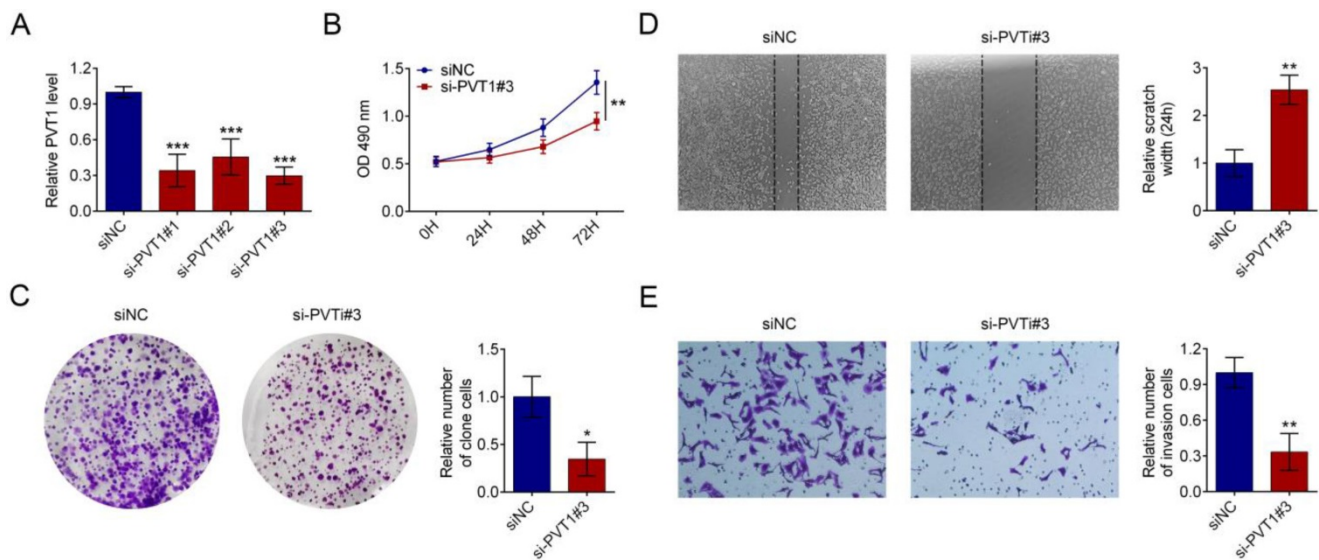 A
Relative PVT1 level
1.2
0.9
0.6
0.3
0.0
***
***
***
siNC
si-PVT1#1
si-PVT1#2
si-PVT1#3
B
OD 490 nm
1.5
1.0
0.5
0.0
siNC
si-PVT1#3
**
0H
24H
48H
72H
D
siNC
si-PVTi#3
Relative scratch
width (24h)
3
2
1
0
**
siNC
si-PVT1#3
C
siNC
si-PVTi#3
Relative number
of clone cells
1.5
1.0
0.5
0.0
*
siNC
si-PVT1#3
E
siNC
si-PVTi#3
Relative number
of invasion cells
1.2
0.9
0.6
0.3
0.0
**
siNC
si-PVT1#3